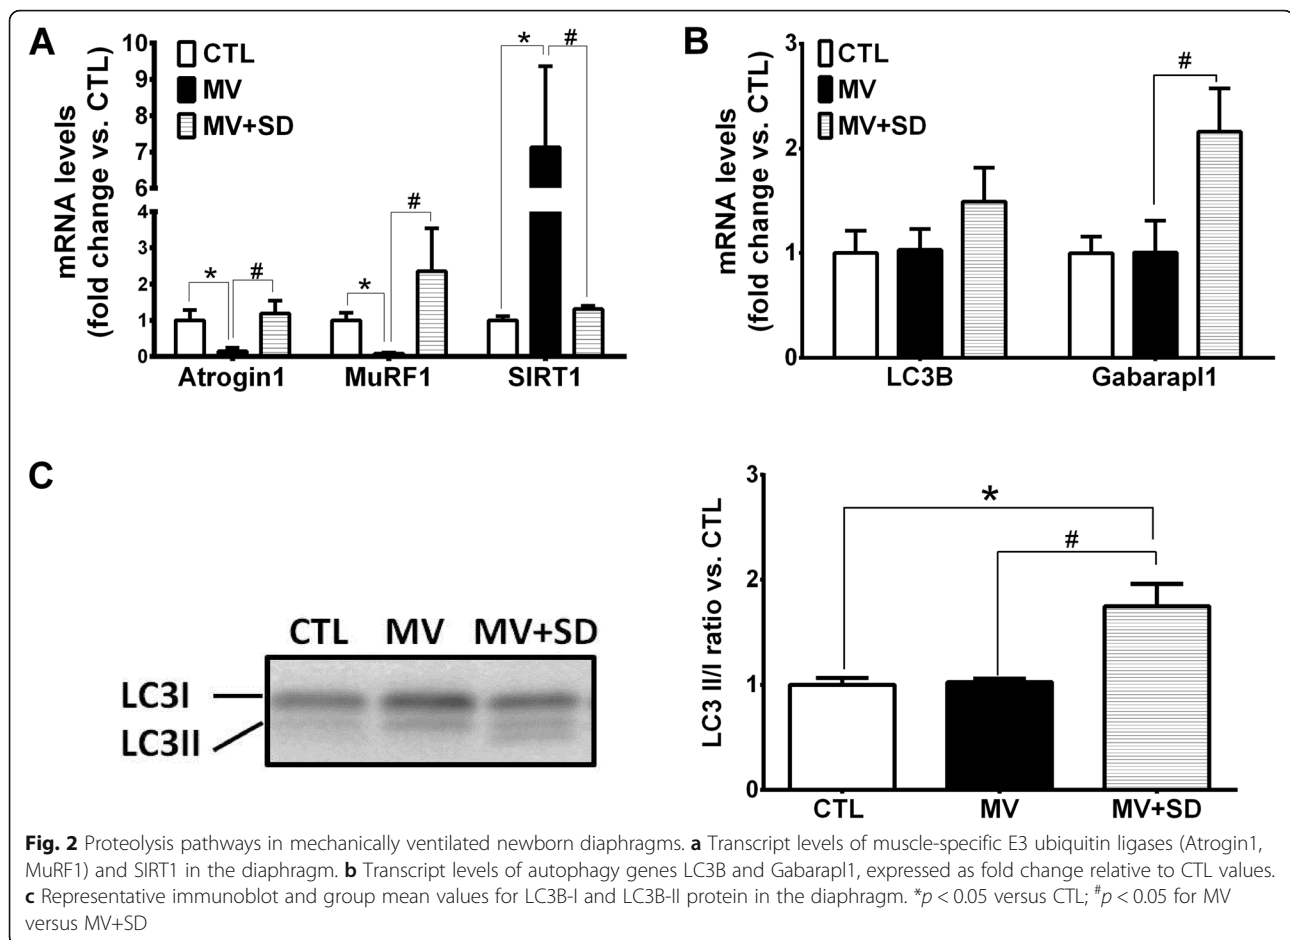 A
mRNA levels
(fold change vs. CTL)
10
9
8
7
6
4
3
2
1
0
CTL
MV
MV+SD
* #
* #
* #
Atrogin1 MuRF1 SIRT1
B
mRNA levels
(fold change vs. CTL)
3
2
1
0
CTL
MV
MV+SD
#
LC3B Gabarapl1
C
CTL MV MV+SD
LC3I
LC3II
LC3 II/I ratio vs. CTL
3
2
1
0
*
#
CTL MV MV+SD
Fig. 2 Proteolysis pathways in mechanically ventilated newborn diaphragms. a Transcript levels of muscle-specific E3 ubiquitin ligases (Atrogin1,
MuRF1) and SIRT1 in the diaphragm. b Transcript levels of autophagy genes LC3B and Gabarapl1, expressed as fold change relative to CTL values.
c Representative immunoblot and group mean values for LC3B-I and LC3B-II protein in the diaphragm. *p < 0.05 versus CTL; #p < 0.05 for MV
versus MV+SD